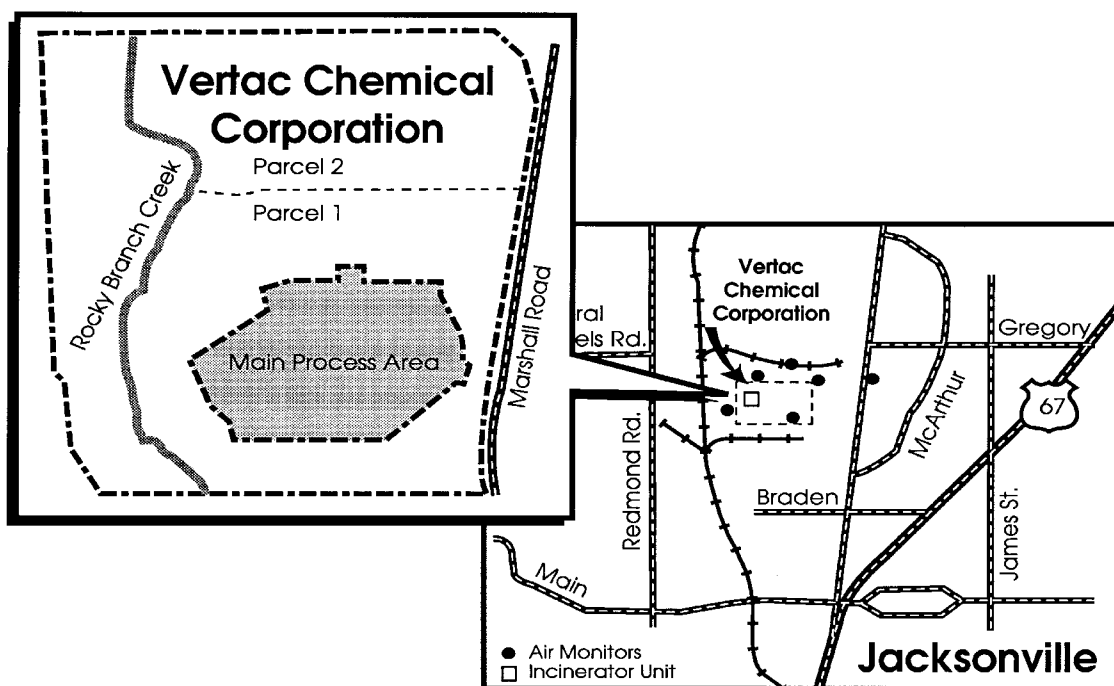 Vertac Chemical
Corporation
Parcel 2
Parcel 1
Rocky Branch Creek
Main Process Area
Marshall Road
Vertac
Chemical
Corporation
ral
els Rd.
Gregory
McArthur
67
Redmond Rd.
Braden
James St.
Main
Air Monitors
Incinerator Unit
Jacksonville